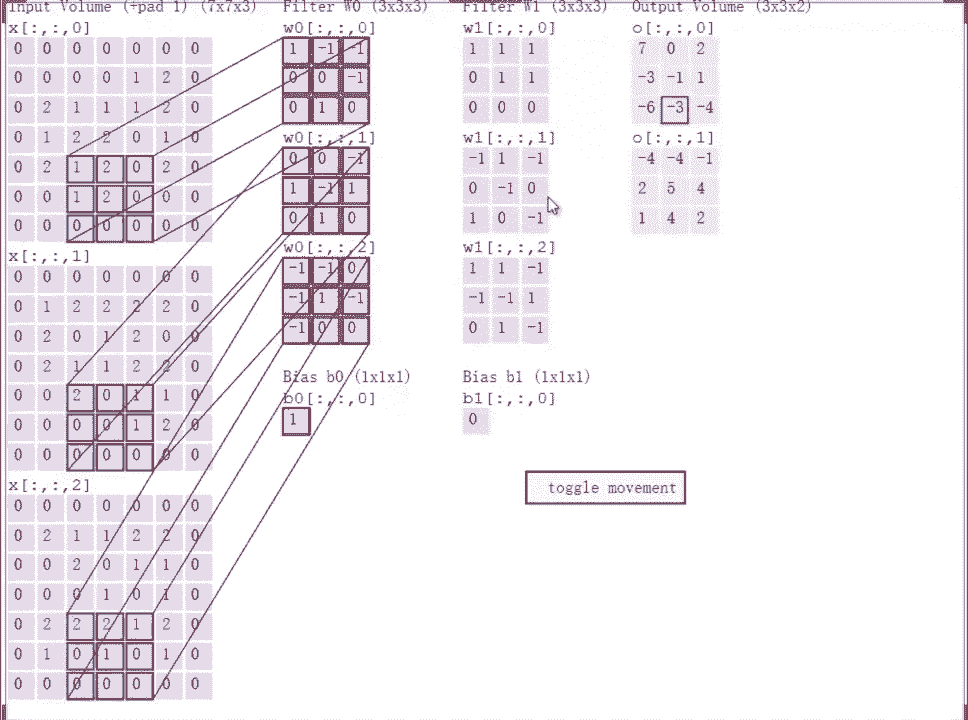 Input Volume (+pad 1) (7x7x3)
x[:,:,0]
0 0 0 0 0 0 0
0 0 0 0 1 2 0
0 2 1 1 1 2 0
0 1 2 2 0 1 0
0 2 1 2 0 2 0
0 0 1 2 0 0 0
0 0 0 0 0 0 0
x[:,:,1]
0 0 0 0 0 0 0
0 1 2 2 2 2 0
0 2 0 1 2 0 0
0 2 1 1 2 2 0
0 0 2 0 1 1 0
0 0 0 0 1 2 0
0 0 0 0 0 0 0
x[:,:,2]
0 0 0 0 0 0 0
0 2 1 1 2 2 0
0 0 2 0 1 1 0
0 0 0 1 0 1 0
0 2 2 2 1 2 0
0 1 0 1 0 1 0
0 0 0 0 0 0 0
Filter W0 (3x3x3)
w0[:,:,0]
1 -1 -1
0 0 -1
0 1 0
w0[:,:,1]
0 0 -1
1 -1 1
0 1 0
w0[:,:,2]
-1 -1 0
-1 1 -1
-1 0 0
Bias b0 (1x1x1)
b0[:,:,0]
1
Filter W1 (3x3x3)
w1[:,:,0]
1 1 1
0 1 1
0 0 0
w1[:,:,1]
-1 1 -1
0 -1 0
1 0 -1
w1[:,:,2]
1 1 -1
-1 -1 1
0 1 -1
Bias b1 (1x1x1)
b1[:,:,0]
0
Output Volume (3x3x2)
o[:,:,0]
7 0 2
-3 -1 1
-6 -3 -4
o[:,:,1]
-4 -4 -1
2 5 4
1 4 2
toggle movement